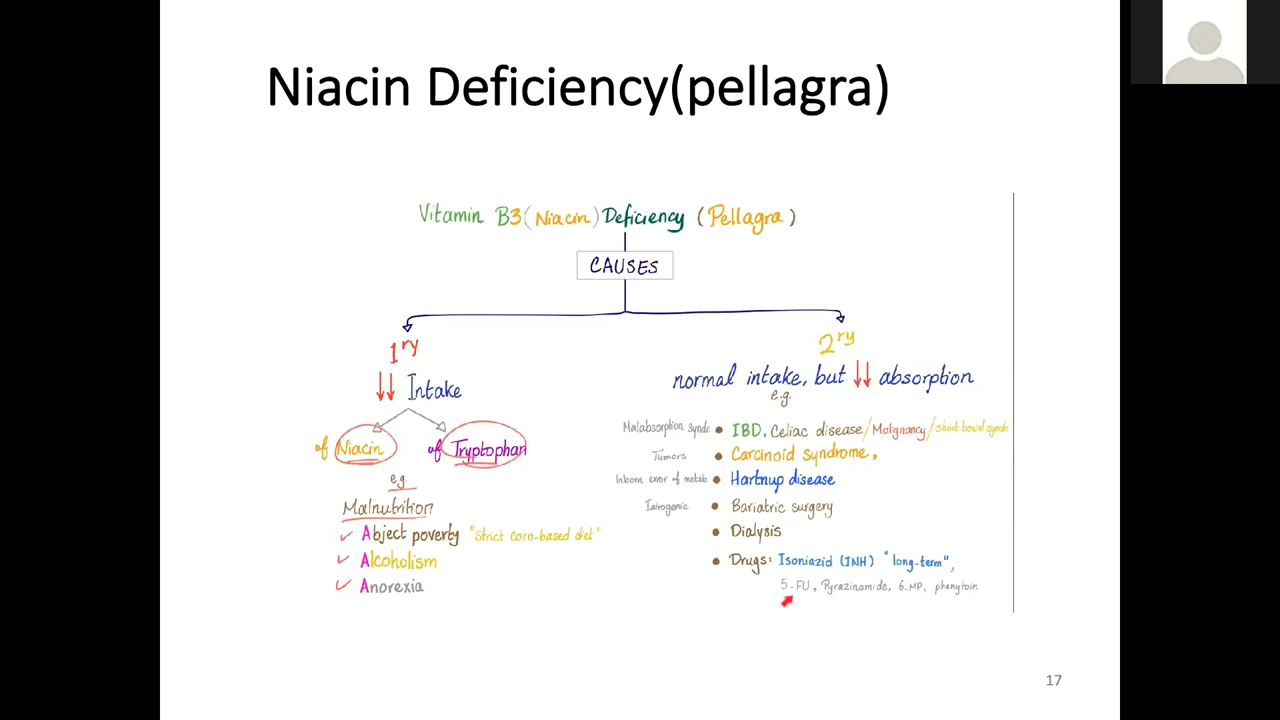 Niacin Deficiency(pellagra)
Vitamin B3 (Niacin) Deficiency (Pellagra)
CAUSES
1ry
↓↓ Intake
of Niacin
of Tryptophan
e.g.
Malnutrition
✓ Abject poverty "Strict corn-based diet"
✓ Alcoholism
✓ Anorexia
2ry
normal intake, but ↓↓ absorption
e.g.
Malabsorption syndr. • IBD, Celiac disease/Malignancy/short bowel syndr.
Tumors • Carcinoid syndrome,
Inborn error of metab. • Hartnup disease
Iatrogenic • Bariatric surgery
• Dialysis
• Drugs: Isoniazid (INH) "long-term",
5-FU, Pyrazinamide, 6-MP, phenytoin
17